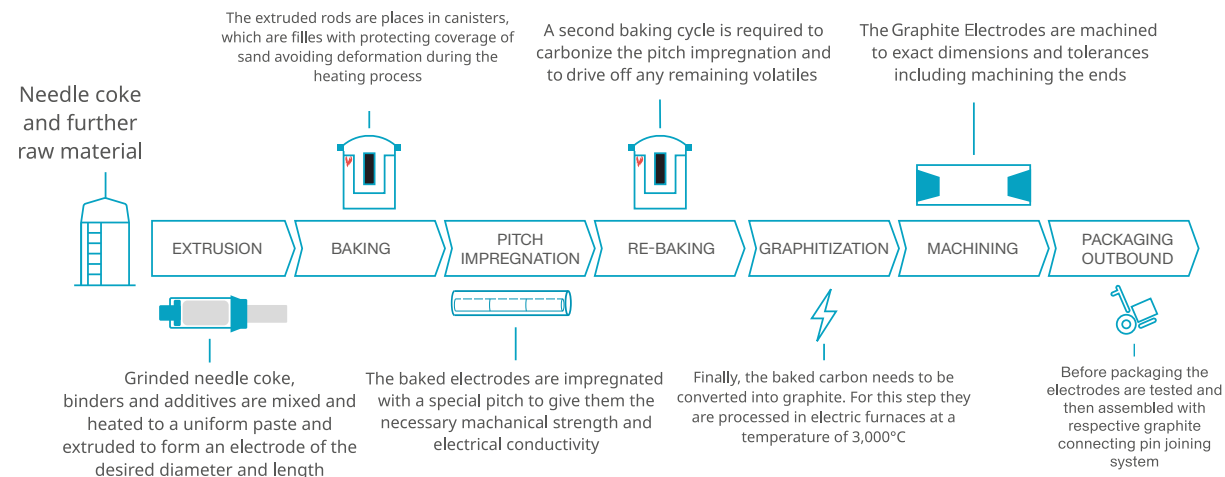 The extruded rods are places in canisters,
which are filles with protecting coverage of
sand avoiding deformation during the
heating process
A second baking cycle is required to
carbonize the pitch impregnation and
to drive off any remaining volatiles
The Graphite Electrodes are machined
to exact dimensions and tolerances
including machining the ends
Needle coke
and further
raw material
EXTRUSION
BAKING
PITCH
IMPREGNATION
RE-BAKING
GRAPHITIZATION
MACHINING
PACKAGING
OUTBOUND
Grinded needle coke,
binders and additives are mixed and
heated to a uniform paste and
extruded to form an electrode of the
desired diameter and length
The baked electrodes are impregnated
with a special pitch to give them the
necessary machanical strength and
electrical conductivity
Finally, the baked carbon needs to be
converted into graphite. For this step they
are processed in electric furnaces at a
temperature of 3,000°C
Before packaging the
electrodes are tested and
then assembled with
respective graphite
connecting pin joining
system